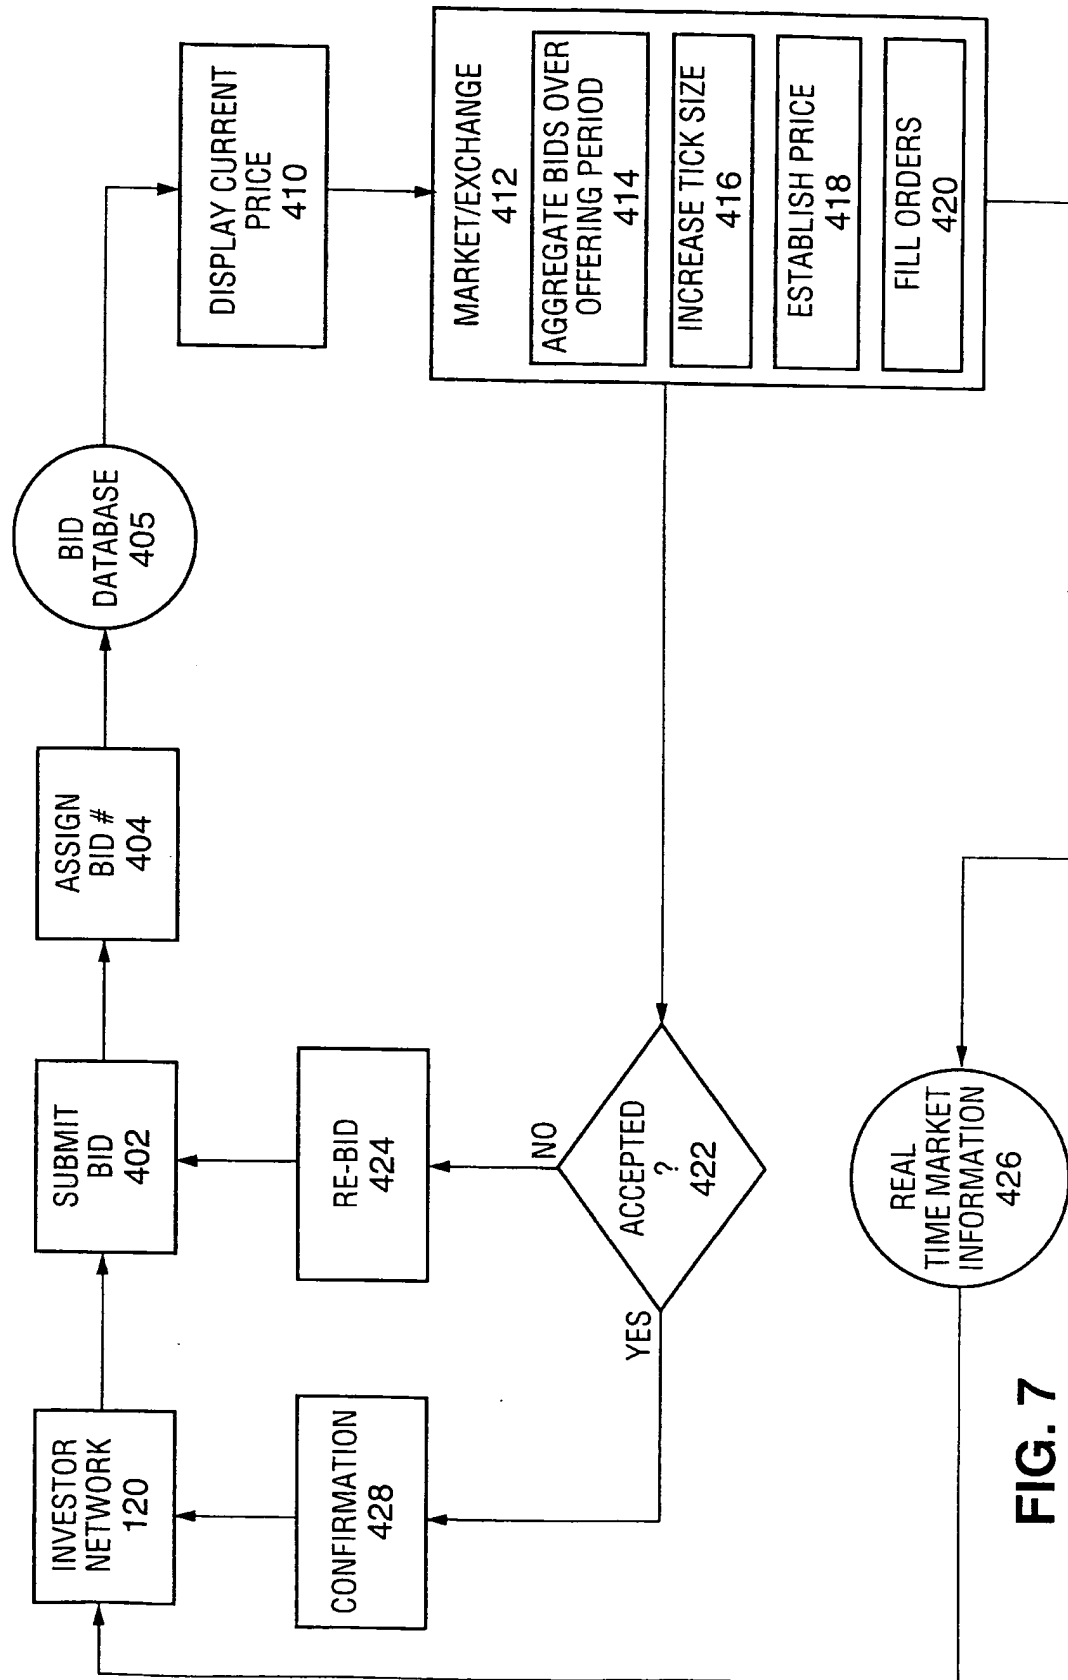 INVESTOR
NETWORK
120
SUBMIT
BID
402
ASSIGN
BID #
404
BID
DATABASE
405
DISPLAY CURRENT
PRICE
410
MARKET/EXCHANGE
412
AGGREGATE BIDS OVER
OFFERING PERIOD
414
INCREASE TICK SIZE
416
ESTABLISH PRICE
418
FILL ORDERS
420
CONFIRMATION
428
RE-BID
424
YES
NO
ACCEPTED
?
422
REAL
TIME MARKET
INFORMATION
426
FIG. 7